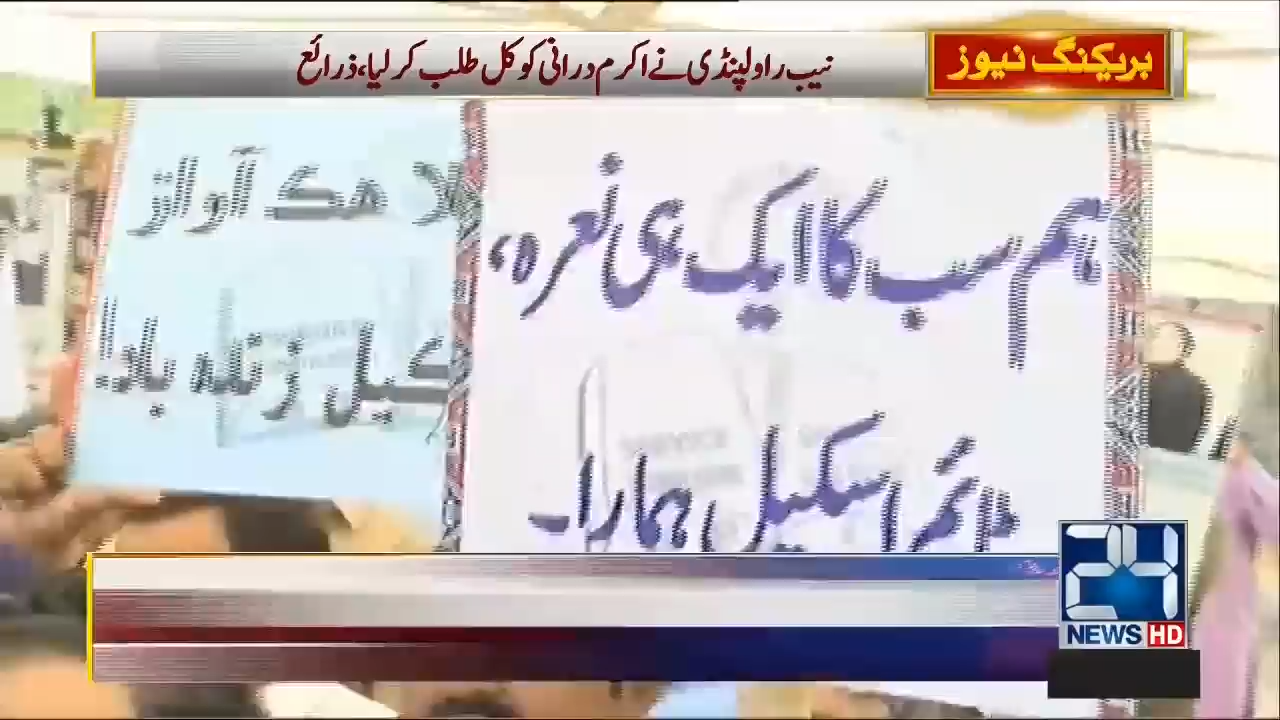 بریکنگ نیوز
نیب راولپنڈی نے اکرم درانی کو کل طلب کر لیا، ذرائع
ہم سب کا ایک ہی نعرہ،
ٹائم اسکیل ہمارا۔
آواز
زندہ باد!!
24
NEWS HD